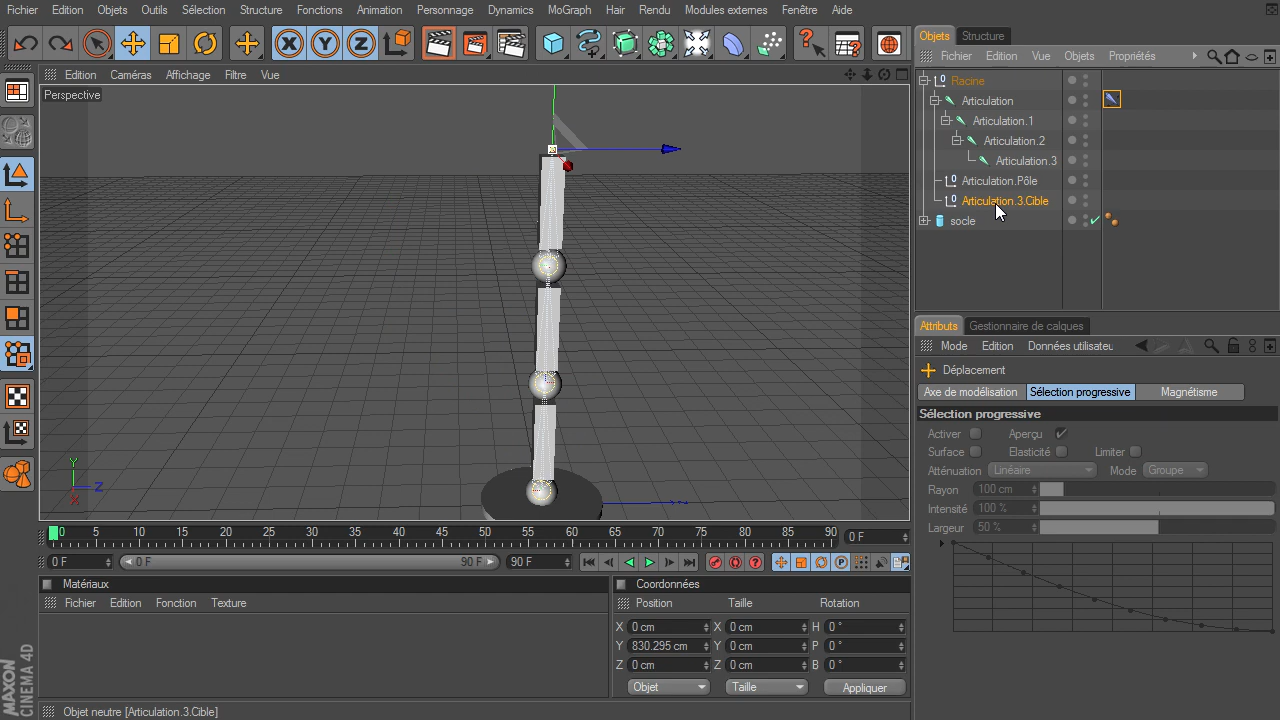 Fichier Edition Objets Outils Sélection Structure Fonctions Animation Personnage Dynamics MoGraph Hair Rendu Modules externes Fenêtre Aide
Objets Structure
Edition Caméras Affichage Filtre Vue
Fichier Edition Vue Objets Propriétés
Perspective
Racine
Articulation
Articulation.1
Articulation.2
Articulation.3
Articulation.Pôle
Articulation.3.Cible
socle
Attributs Gestionnaire de calques
Mode Edition Données utilisateu
Déplacement
Axe de modélisation Sélection progressive Magnétisme
Sélection progressive
Activer Aperçu
Surface Elasticité Limiter
Atténuation Linéaire Mode Groupe
Rayon 100 cm
Intensité 100 %
Largeur 50 %
Y
Z
X
0 5 10 15 20 25 30 35 40 45 50 55 60 65 70 75 80 85 90 0 F
0 F 0 F 90 F 90 F
Matériaux
Fichier Edition Fonction Texture
Coordonnées
Position Taille Rotation
X 0 cm X 0 cm H 0 °
Y 830.295 cm Y 0 cm P 0 °
Z 0 cm Z 0 cm B 0 °
Objet Taille Appliquer
MAXON
CINEMA 4D
Objet neutre [Articulation.3.Cible]